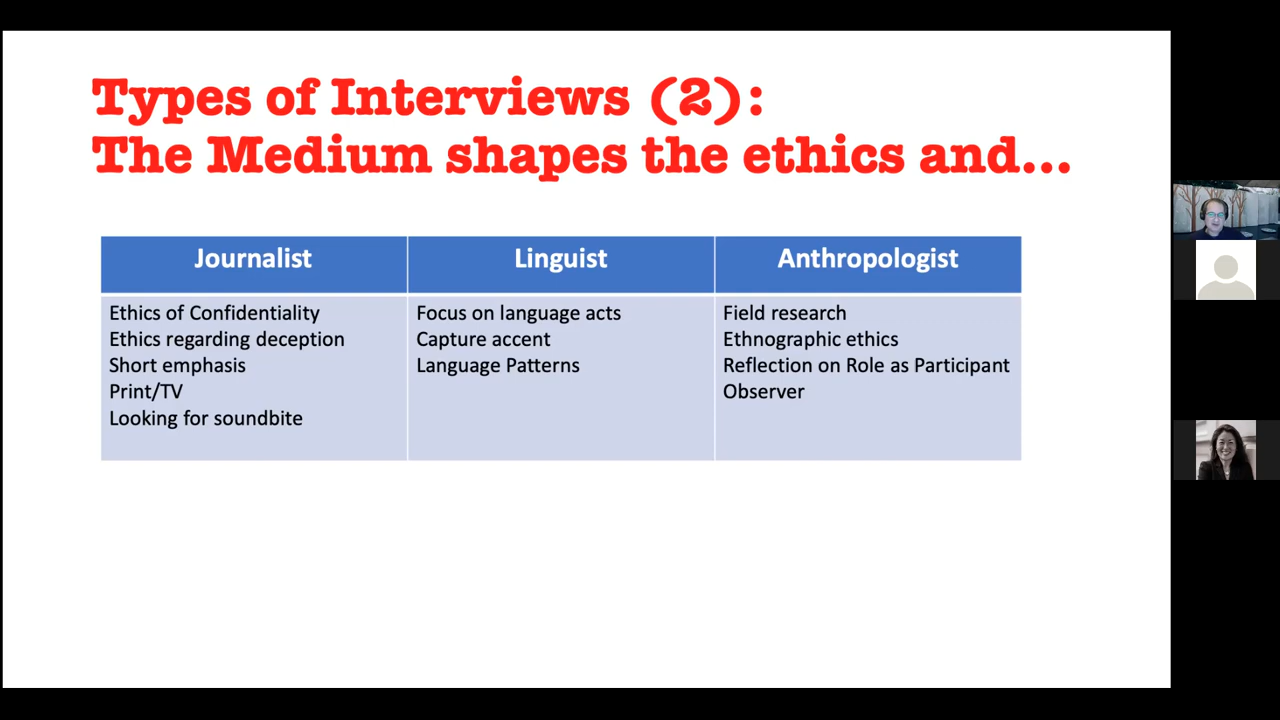 Types of Interviews (2):
The Medium shapes the ethics and...
Journalist
Linguist
Anthropologist
Ethics of Confidentiality
Ethics regarding deception
Short emphasis
Print/TV
Looking for soundbite
Focus on language acts
Capture accent
Language Patterns
Field research
Ethnographic ethics
Reflection on Role as Participant
Observer